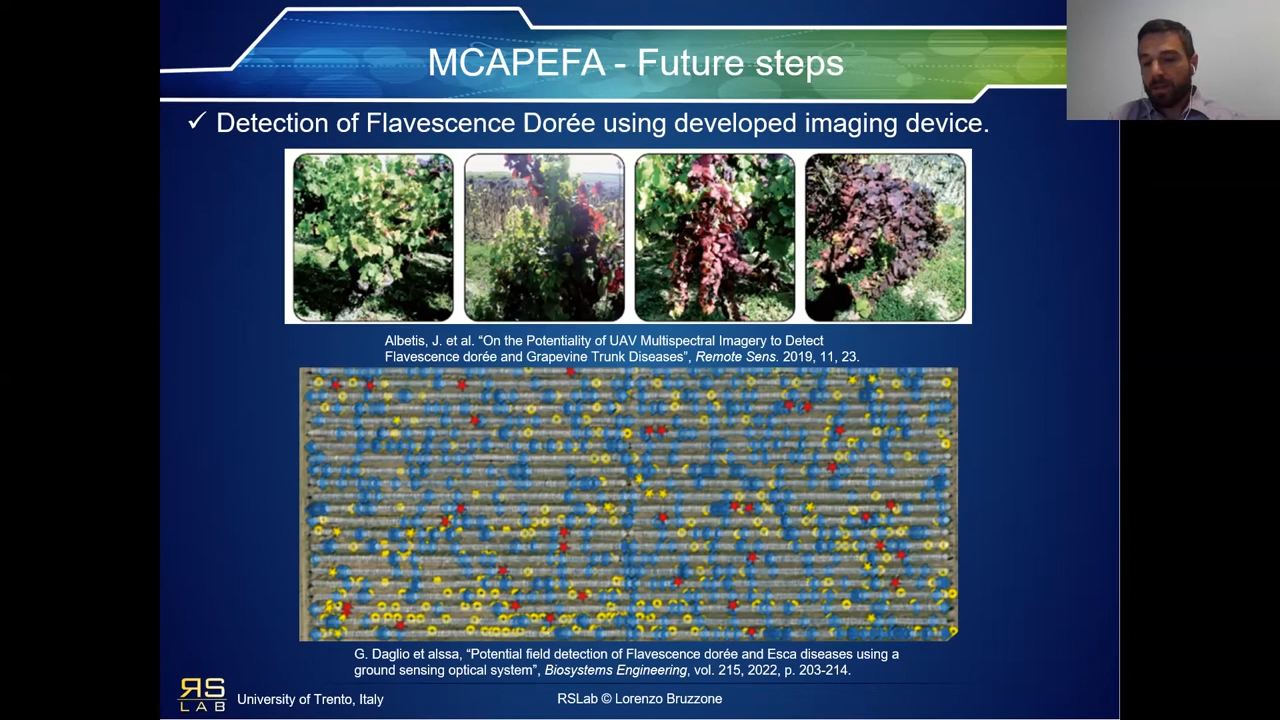 MCAPEFA - Future steps
✓ Detection of Flavescence Dorée using developed imaging device.
Albetis, J. et al. “On the Potentiality of UAV Multispectral Imagery to Detect
Flavescence dorée and Grapevine Trunk Diseases”, Remote Sens. 2019, 11, 23.
G. Daglio et alssa, “Potential field detection of Flavescence dorée and Esca diseases using a
ground sensing optical system”, Biosystems Engineering, vol. 215, 2022, p. 203-214.
RS
LAB
University of Trento, Italy
RSLab © Lorenzo Bruzzone